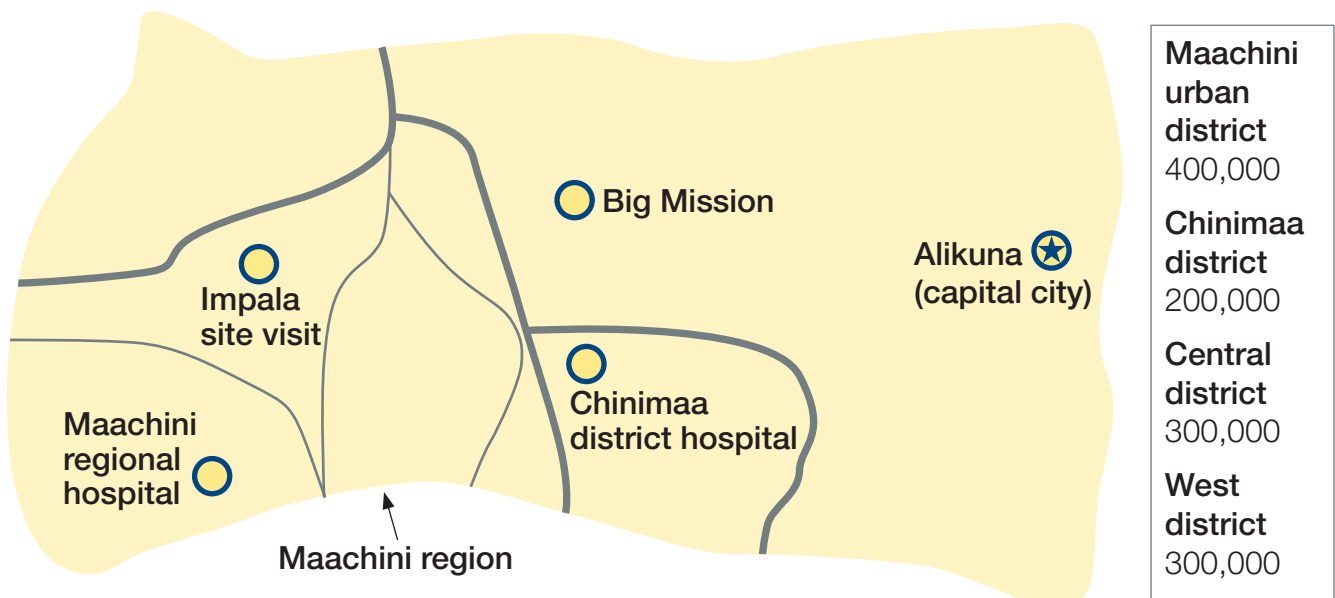 Big Mission
Alikuna
(capital city)
Impala
site visit
Maachini
regional
hospital
Chinimaa
district hospital
Maachini region
Maachini
urban
district
400,000
Chinimaa
district
200,000
Central
district
300,000
West
district
300,000